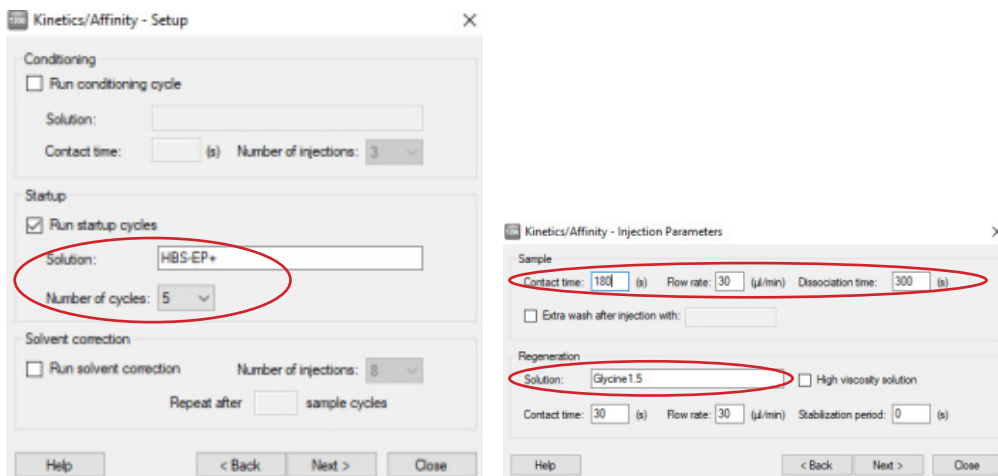 T200 Kinetics/Affinity - Setup
Conditioning
Run conditioning cycle
Solution:
Contact time: (s) Number of injections: 3
Startup
Run startup cycles
Solution: HBS-EP+
Number of cycles: 5
Solvent correction
Run solvent correction Number of injections: 8
Repeat after sample cycles
Help < Back Next > Close
Kinetics/Affinity - Injection Parameters
Sample
Contact time: 180 (s) Flow rate: 30 (µl/min) Dissociation time: 300 (s)
Extra wash after injection with:
Regeneration
Solution: Glycine1.5 High viscosity solution
Contact time: 30 (s) Flow rate: 30 (µl/min) Stabilization period: 0 (s)
Help < Back Next > Close